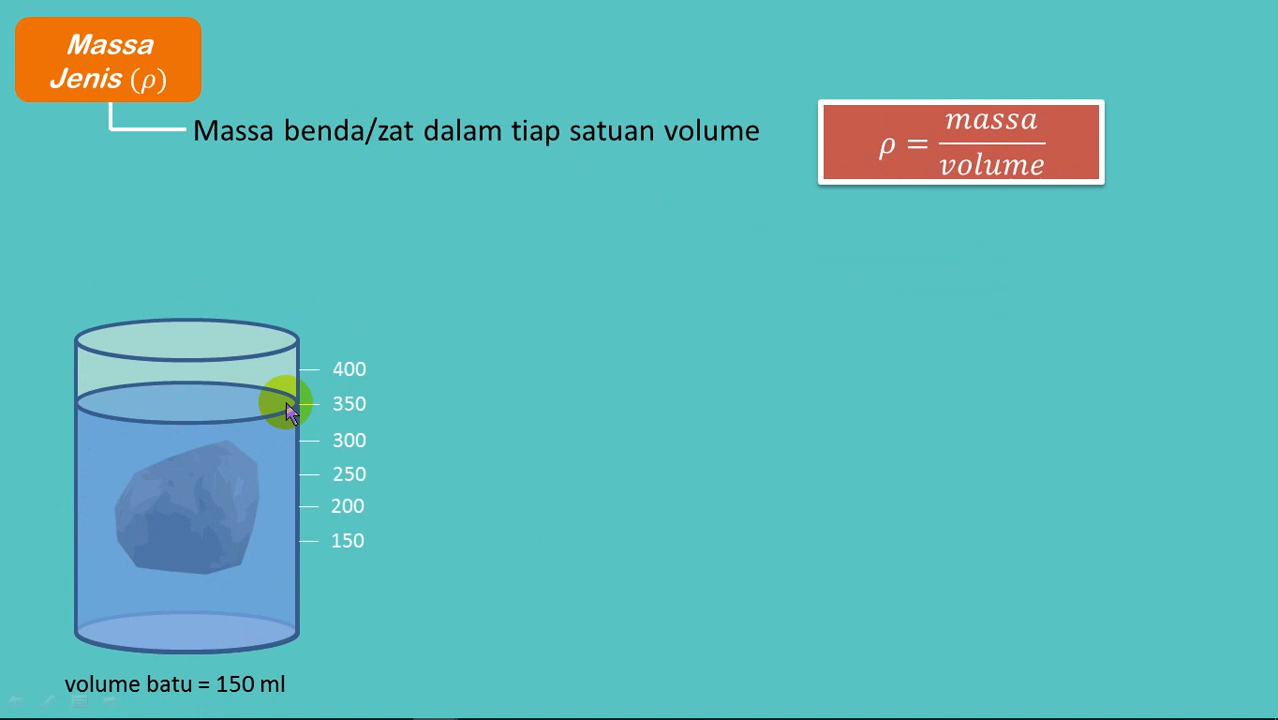 Massa
Jenis (ρ)
Massa benda/zat dalam tiap satuan volume
ρ = massa/volume
400
350
300
250
200
150
volume batu = 150 ml